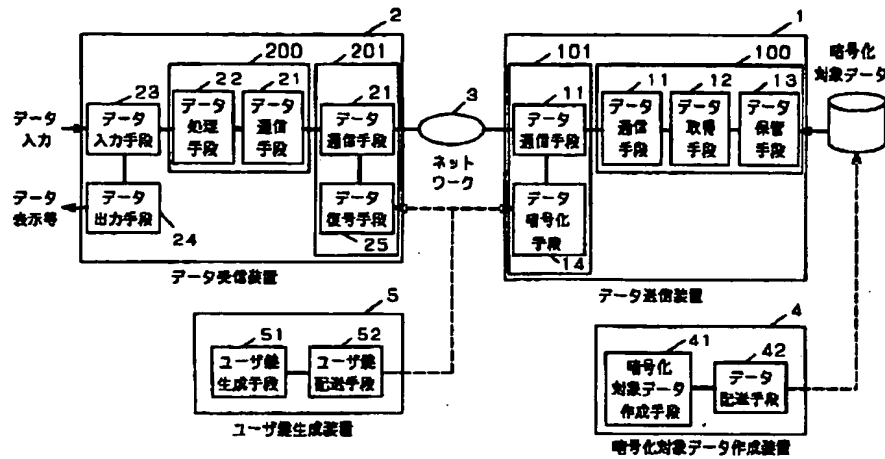 2
200
201
22
21
23
データ
入力
データ
入力手段
データ
処理
手段
データ
通信
手段
21
データ
通信手段
データ
表示等
データ
出力手段
24
データ
復号手段
25
データ受信装置
3
ネット
ワーク
1
101
100
11
データ
通信手段
11
データ
通信
手段
12
データ
取得
手段
13
データ
保管
手段
データ
暗号化
手段
14
データ送信装置
暗号化
対象データ
5
51
ユーザ鍵
生成手段
52
ユーザ鍵
配送手段
ユーザ鍵生成装置
4
41
暗号化
対象データ
作成手段
42
データ
配送手段
暗号化対象データ作成装置